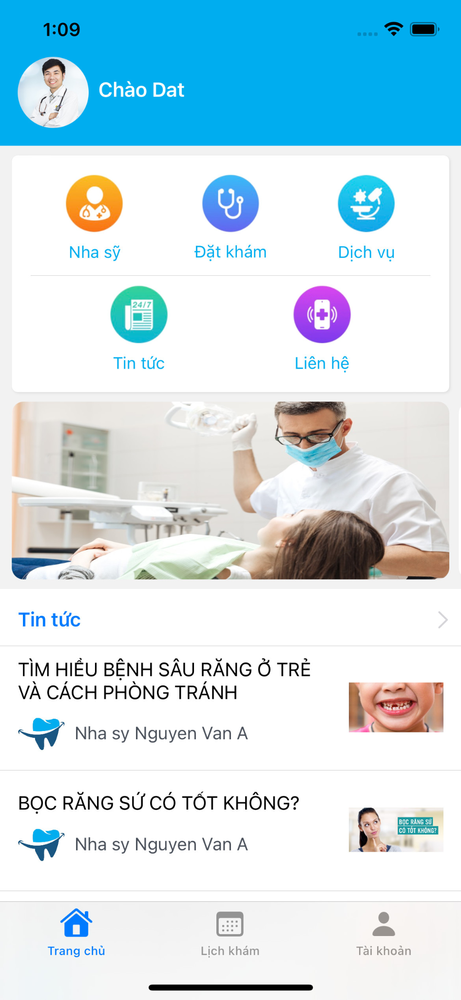 1:09
Chào Dat
Nha sỹ
Đặt khám
Dịch vụ
24/7
Tin tức
Liên hệ
Tin tức
TÌM HIỂU BỆNH SÂU RĂNG Ở TRẺ
VÀ CÁCH PHÒNG TRÁNH
Nha sy Nguyen Van A
BỌC RĂNG SỨ CÓ TỐT KHÔNG?
BỌC RĂNG SỨ
CÓ TỐT KHÔNG?
Nha sy Nguyen Van A
Trang chủ
Lịch khám
Tài khoản